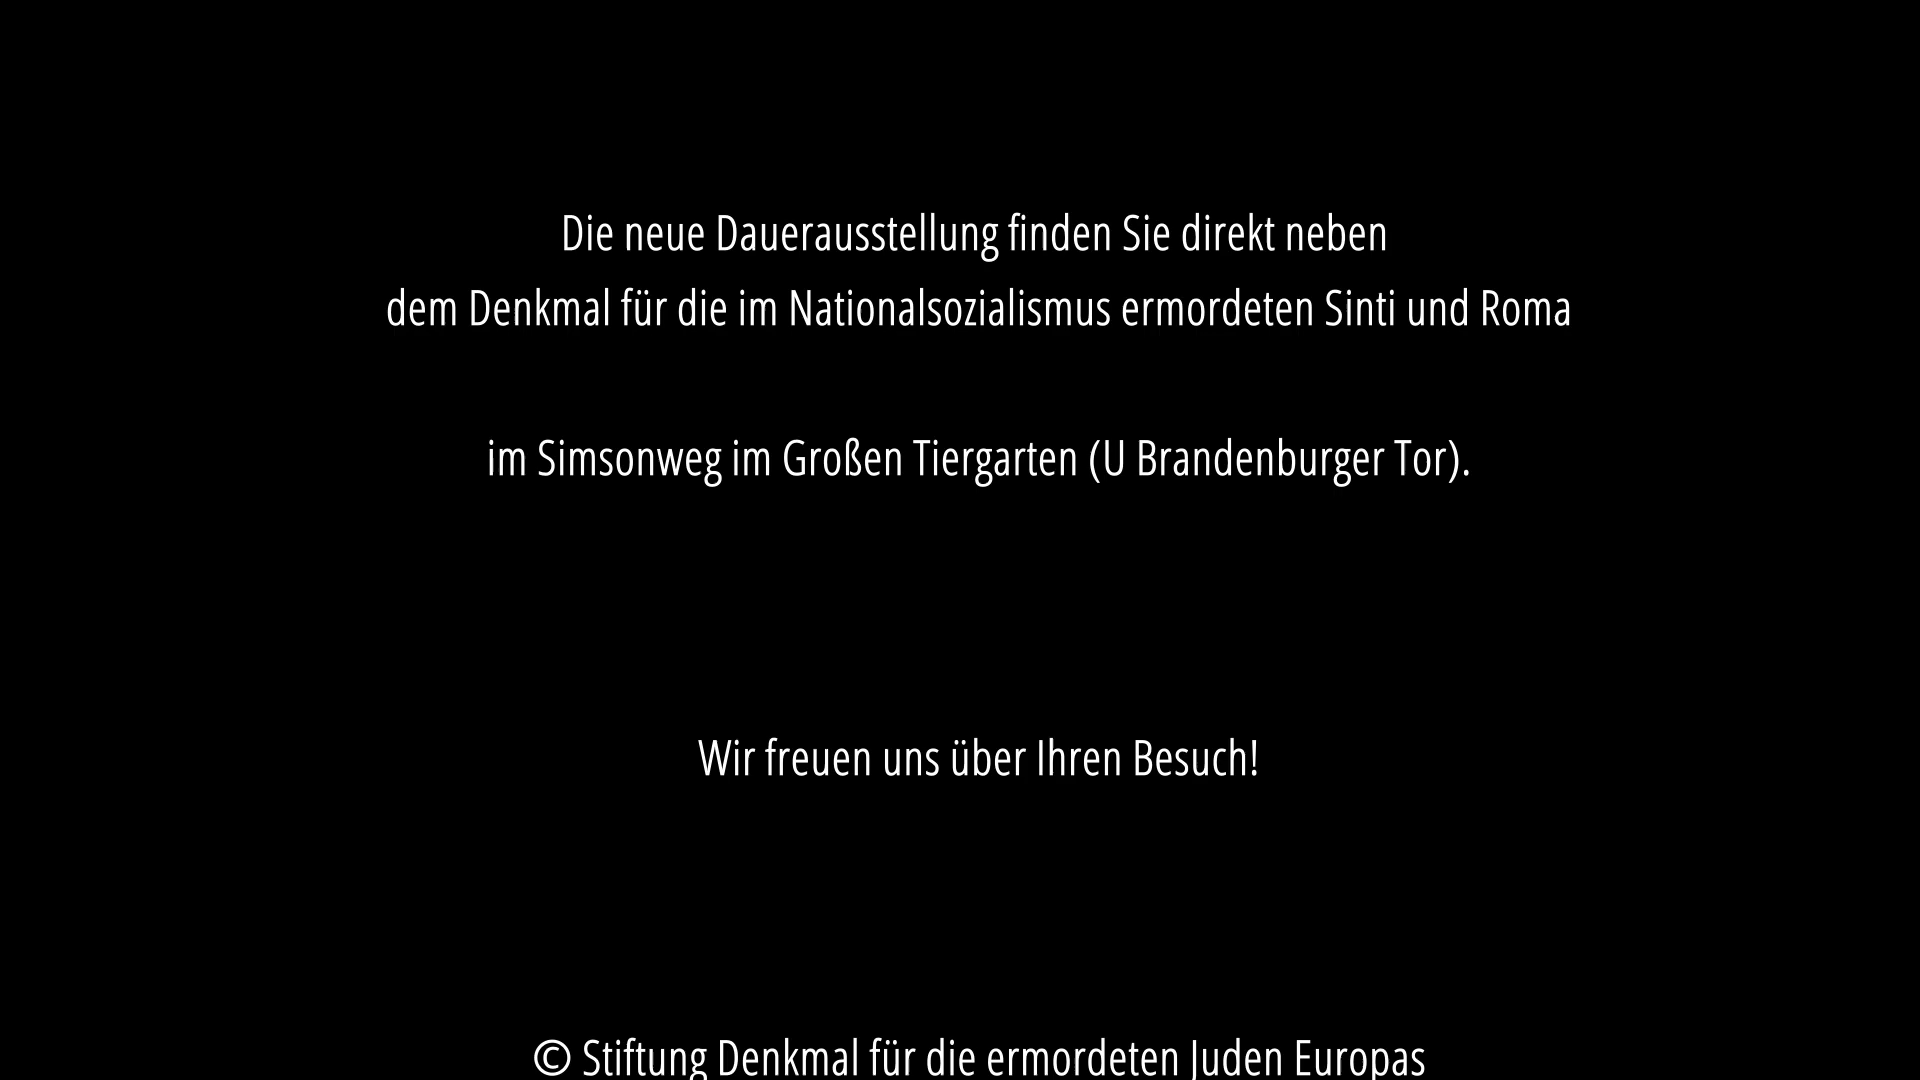 Die neue Dauerausstellung finden Sie direkt neben
dem Denkmal für die im Nationalsozialismus ermordeten Sinti und Roma
im Simsonweg im Großen Tiergarten (U Brandenburger Tor).
Wir freuen uns über Ihren Besuch!
© Stiftung Denkmal für die ermordeten Juden Europas